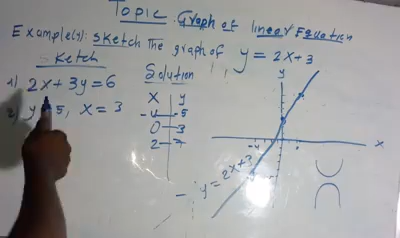 Topic: Graph of linear Equation
Example(1): sketch the graph of y = 2x+3
Sketch
1) 2x+3y=6
2) y=5, x=3
Solution
x y
-4 -5
0 3
2 7
y
x
-4
y=2x+3